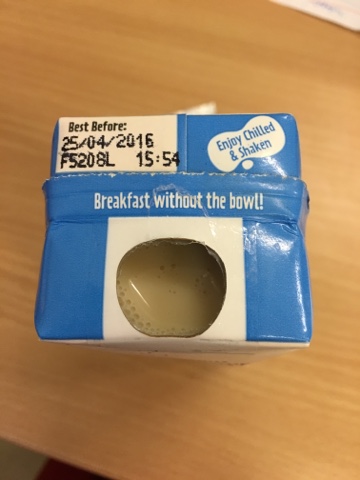 Best Before:
25/04/2016
F5208L 15:54
Enjoy Chilled
& Shaken
Breakfast without the bowl!